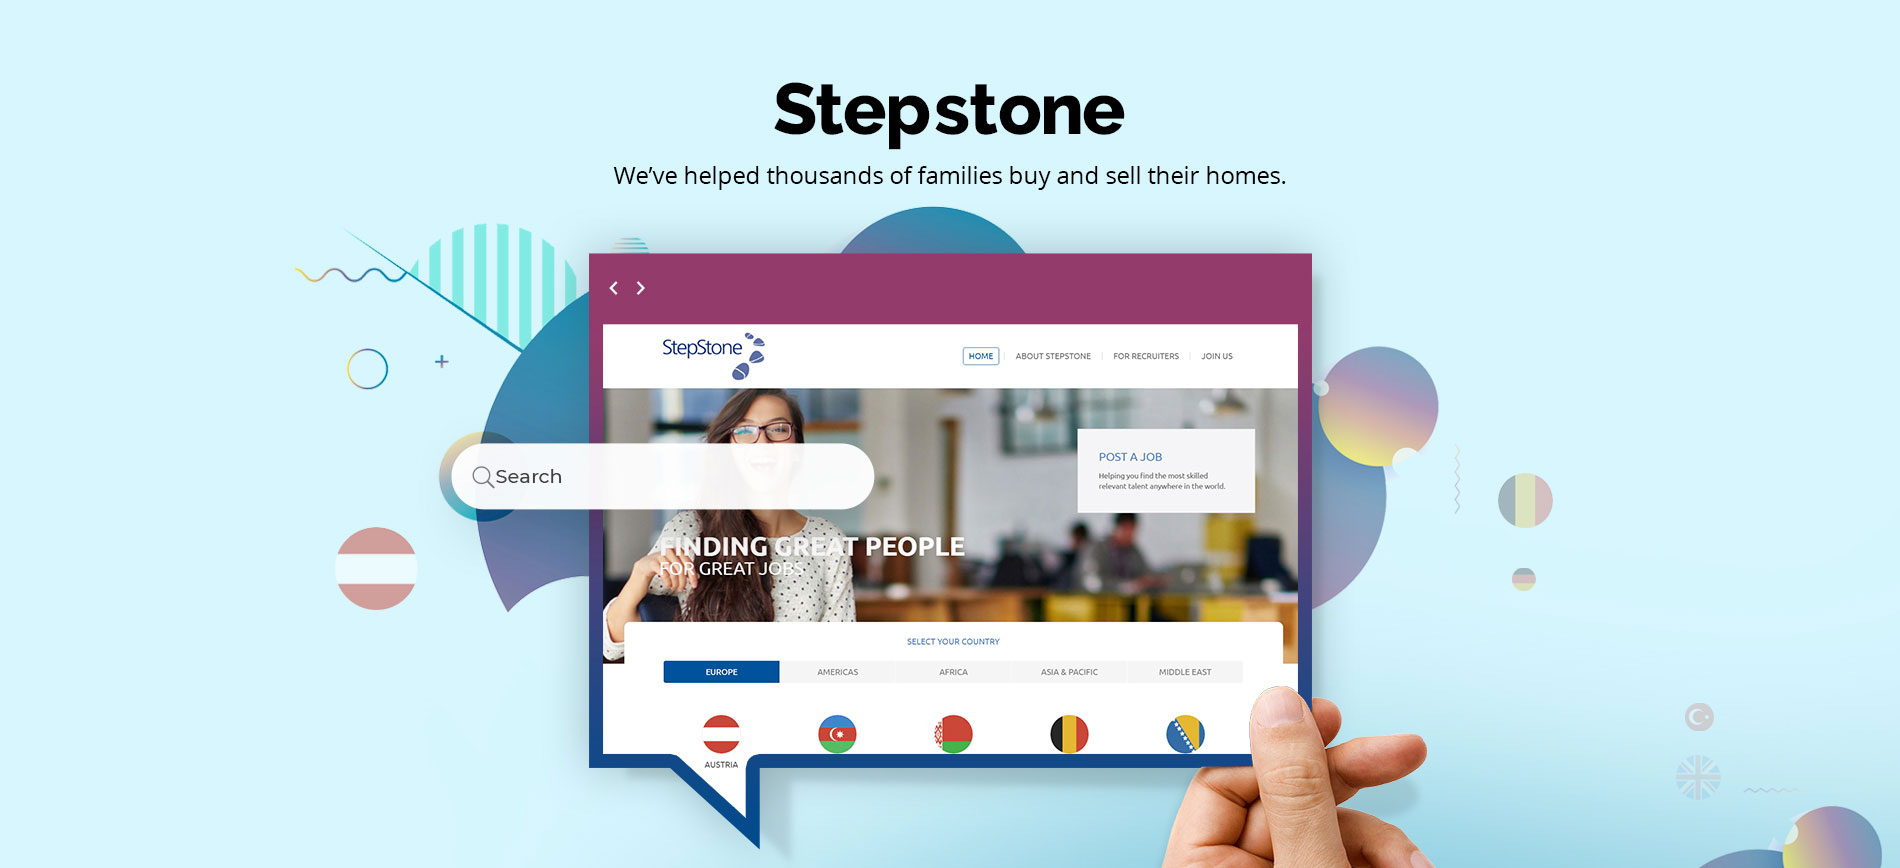 Stepstone
We’ve helped thousands of families buy and sell their homes.
StepStone
HOME
ABOUT STEPSTONE
FOR RECRUITERS
JOIN US
Search
POST A JOB
Helping you find the most skilled
relevant talent anywhere in the world.
FINDING GREAT PEOPLE
FOR GREAT JOBS
SELECT YOUR COUNTRY
EUROPE
AMERICAS
AFRICA
ASIA & PACIFIC
MIDDLE EAST
AUSTRIA